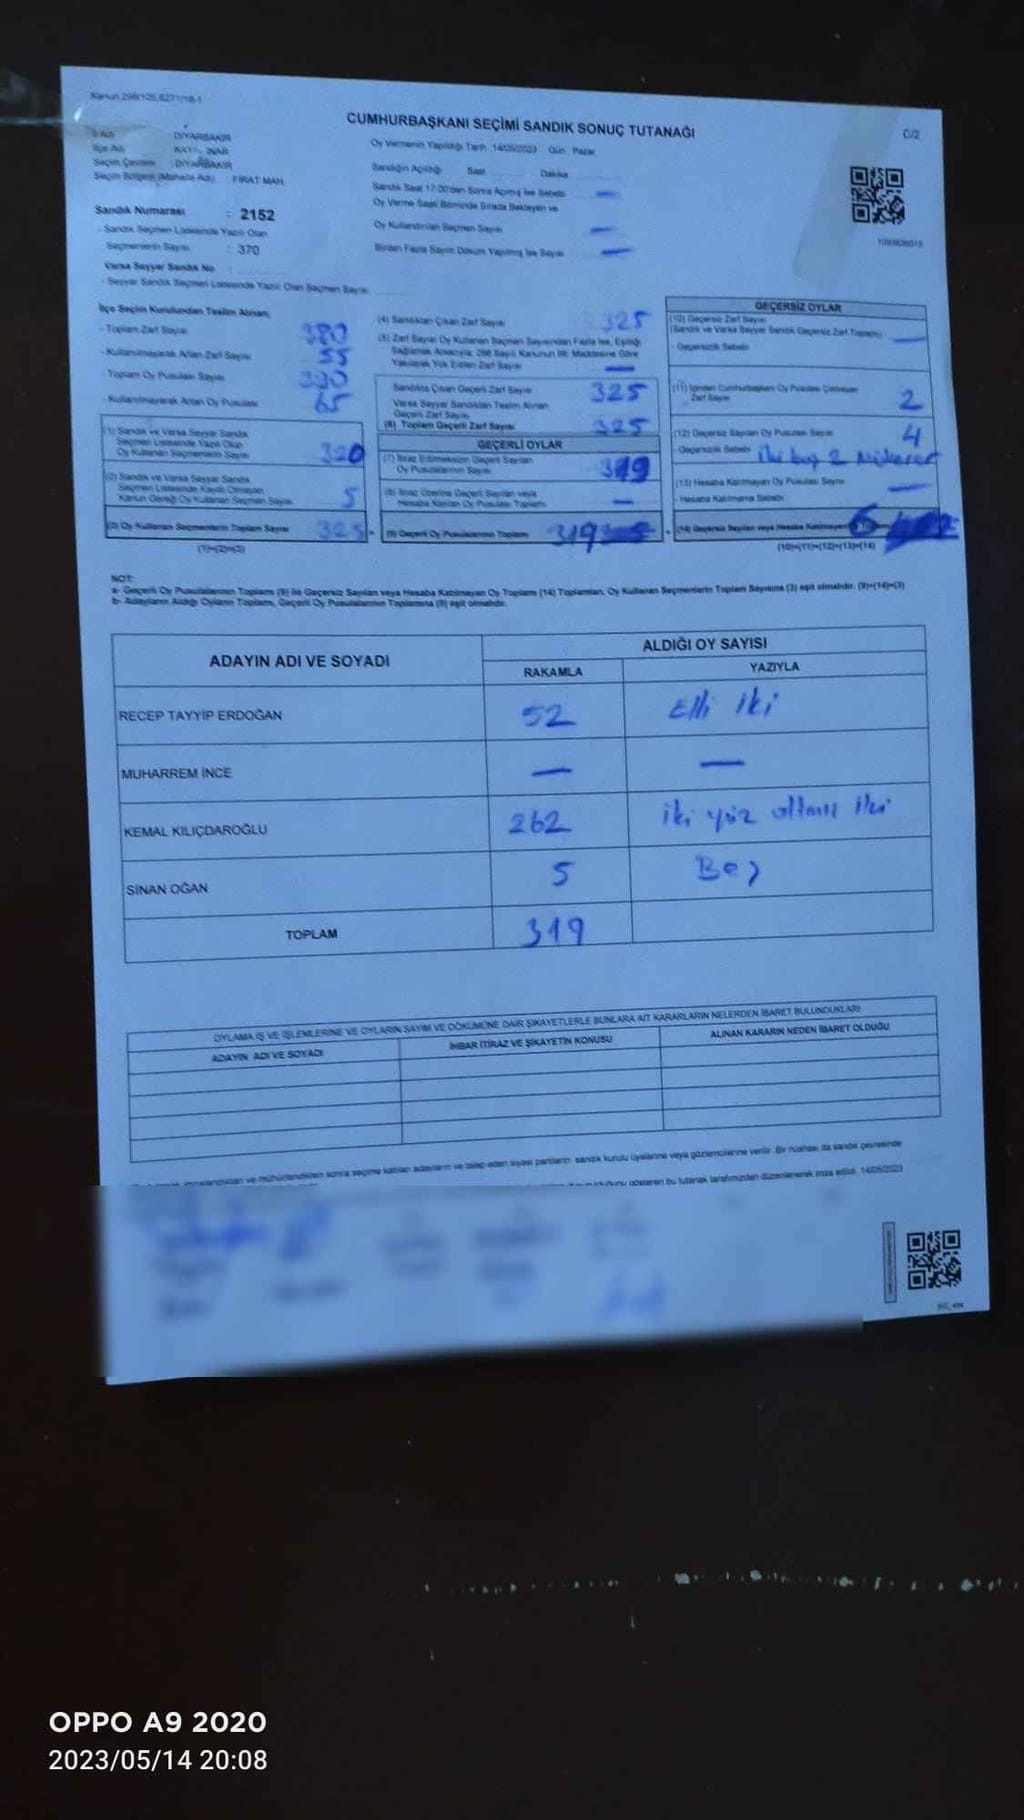 Kanun 298/105,6271/18-1
CUMHURBAŞKANI SEÇİMİ SANDIK SONUÇ TUTANAĞI
C/2
İl Adı DİYARBAKIR
İlçe Adı
Seçim Çevresi DİYARBAKIR
Seçim Bölgesi (Mahalle Adı) FIRAT MAH.
Sandık Numarası : 2152
- Sandık Seçmen Listesinde Yazılı Olan
Seçmenlerin Sayısı : 370
Varsa Seyyar Sandık No :
- Seyyar Sandık Seçmen Listesinde Yazılı Olan Seçmen Sayısı
Oy Vermenin Yapıldığı Tarih 14/05/2023 Gün Pazar
Sandığın Açıldığı Saat Dakika
Sandık Saat 17:00'den Sonra Açılmış İse Sebebi —
Oy Verme Saati Bitiminde Sırada Bekleyen ve
Oy Kullandırılan Seçmen Sayısı —
Birden Fazla Sayım Döküm Yapılmış İse Sayısı —
İlçe Seçim Kurulundan Teslim Alınan;
- Toplam Zarf Sayısı 380
- Kullanılmayarak Artan Zarf Sayısı 55
- Toplam Oy Pusulası Sayısı
- Kullanılmayarak Artan Oy Pusulası 65
(1) Sandık ve Varsa Seyyar Sandık
Seçmen Listesinde Yazılı Olup
Oy Kullanan Seçmenlerin Sayısı 320
(2) Sandık ve Varsa Seyyar Sandık
Seçmen Listesinde Kayıtlı Olmayan
Kanun Gereği Oy Kullanan Seçmen Sayısı 5
(3) Oy Kullanan Seçmenlerin Toplam Sayısı 325
(1)+(2)=(3)
(4) Sandıktan Çıkan Zarf Sayısı 325
(5) Zarf Sayısı Oy Kullanan Seçmen Sayısından Fazla İse, Eşitliği
Sağlamak Amacıyla; 298 Sayılı Kanunun 98. Maddesine Göre
Yakılarak Yok Edilen Zarf Sayısı —
Sandıkta Çıkan Geçerli Zarf Sayısı 325
Varsa Seyyar Sandıktan Teslim Alınan
Geçerli Zarf Sayısı
(6) Toplam Geçerli Zarf Sayısı 325
GEÇERLİ OYLAR
(7) İtiraz Edilmeksizin Geçerli Sayılan
Oy Pusulalarının Sayısı 319
(8) İtiraz Üzerine Geçerli Sayılan veya
Hesaba Katılan Oy Pusulası Toplamı —
(9) Geçerli Oy Pusulalarının Toplamı 319
GEÇERSİZ OYLAR
(10) Geçersiz Zarf Sayısı
(Sandık ve Varsa Seyyar Sandık Geçersiz Zarf Toplamı) —
- Geçersizlik Sebebi
(11) İçinden Cumhurbaşkanı Oy Pusulası Çıkmayan
Zarf Sayısı 2
(12) Geçersiz Sayılan Oy Pusulası Sayısı 4
- Geçersizlik Sebebi iki boş 2 Mükerer
(13) Hesaba Katılmayan Oy Pusulası Sayısı —
- Hesaba Katılmama Sebebi
(14) Geçersiz Sayılan veya Hesaba Katılmayan 6
(10)+(11)+(12)+(13)=(14)
NOT:
a- Geçerli Oy Pusulalarının Toplamı (9) ile Geçersiz Sayılan veya Hesaba Katılmayan Oy Toplamı (14) Toplamları, Oy Kullanan Seçmenlerin Toplam Sayısına (3) eşit olmalıdır. (9)+(14)=(3)
b- Adayların Aldığı Oyların Toplamı, Geçerli Oy Pusulalarının Toplamına (9) eşit olmalıdır.
ADAYIN ADI VE SOYADI ALDIĞI OY SAYISI
RAKAMLA YAZIYLA
RECEP TAYYİP ERDOĞAN 52 Elli iki
MUHARREM İNCE — —
KEMAL KILIÇDAROĞLU 262 iki yüz altmış iki
SİNAN OĞAN 5 Beş
TOPLAM 319
OYLAMA İŞ VE İŞLEMLERİNE VE OYLARIN SAYIM VE DÖKÜMÜNE DAİR ŞİKAYETLERLE BUNLARA AİT KARARLARIN NELERDEN İBARET BULUNDUKLARI
ADAYIN ADI VE SOYADI İHBAR İTİRAZ VE ŞİKAYETİN KONUSU ALINAN KARARIN NEDEN İBARET OLDUĞU
imzalandıktan ve mühürlendikten sonra seçime katılan adayların ve talep eden siyasi partilerin sandık kurulu üyelerine veya gözlemcilerine verilir. Bir nüshası da sandık çevresinde
gösteren bu tutanak tarafımızdan düzenlenerek imza edildi. 14/05/2023
OPPO A9 2020
2023/05/14 20:08